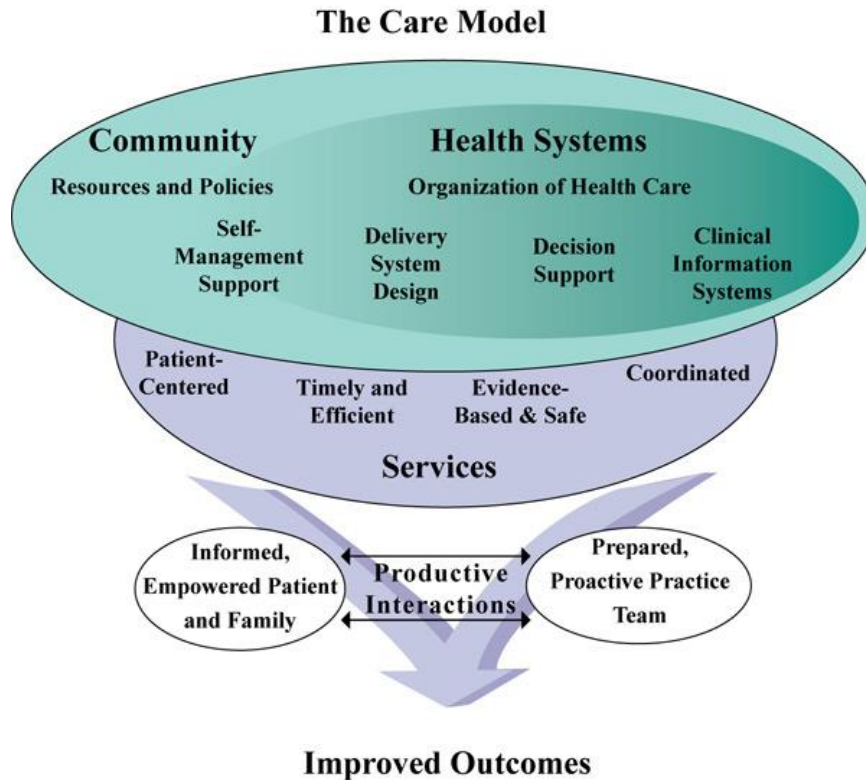 The Care Model
Community
Health Systems
Resources and Policies
Organization of Health Care
Self-
Management
Support
Delivery
System
Design
Decision
Support
Clinical
Information
Systems
Patient-
Centered
Timely and
Efficient
Evidence-
Based & Safe
Coordinated
Services
Informed,
Empowered Patient
and Family
Productive
Interactions
Prepared,
Proactive Practice
Team
Improved Outcomes